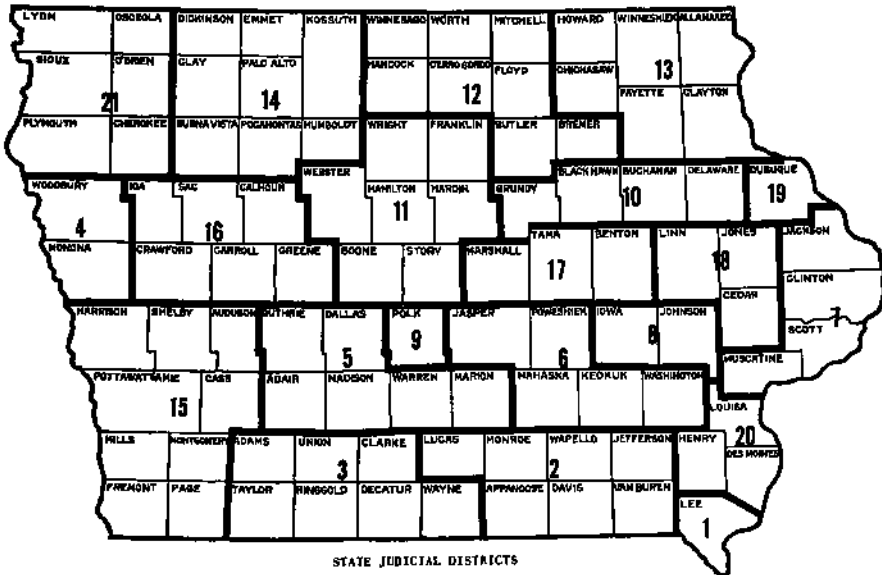 LYON OSCEOLA DICKINSON EMMET KOSSUTH WINNEBAGO WORTH MITCHELL HOWARD WINNESHIEK ALLAMAKEE
SIOUX O'BRIEN CLAY PALO ALTO HANCOCK CERRO GORDO FLOYD CHICKASAW 13
21 14 12 FAYETTE CLAYTON
PLYMOUTH CHEROKEE BUENA VISTA POCAHONTAS HUMBOLDT WRIGHT FRANKLIN BUTLER BREMER
WOODBURY IDA SAC CALHOUN WEBSTER HAMILTON HARDIN GRUNDY BLACK HAWK BUCHANAN DELAWARE DUBUQUE
4 16 11 10 19
MONONA CRAWFORD CARROLL GREENE BOONE STORY MARSHALL TAMA BENTON LINN JONES JACKSON
17 18
CEDAR CLINTON
HARRISON SHELBY AUDUBON GUTHRIE DALLAS POLK JASPER POWESHIEK IOWA JOHNSON SCOTT 7
5 9 6 8 MUSCATINE
POTTAWATTAMIE CASS ADAIR MADISON WARREN MARION MAHASKA KEOKUK WASHINGTON
15 LOUISA
MILLS MONTGOMERY ADAMS UNION CLARKE LUCAS MONROE WAPELLO JEFFERSON HENRY 20
3 2 DES MOINES
FREMONT PAGE TAYLOR RINGGOLD DECATUR WAYNE APPANOOSE DAVIS VAN BUREN
LEE
1
STATE JUDICIAL DISTRICTS